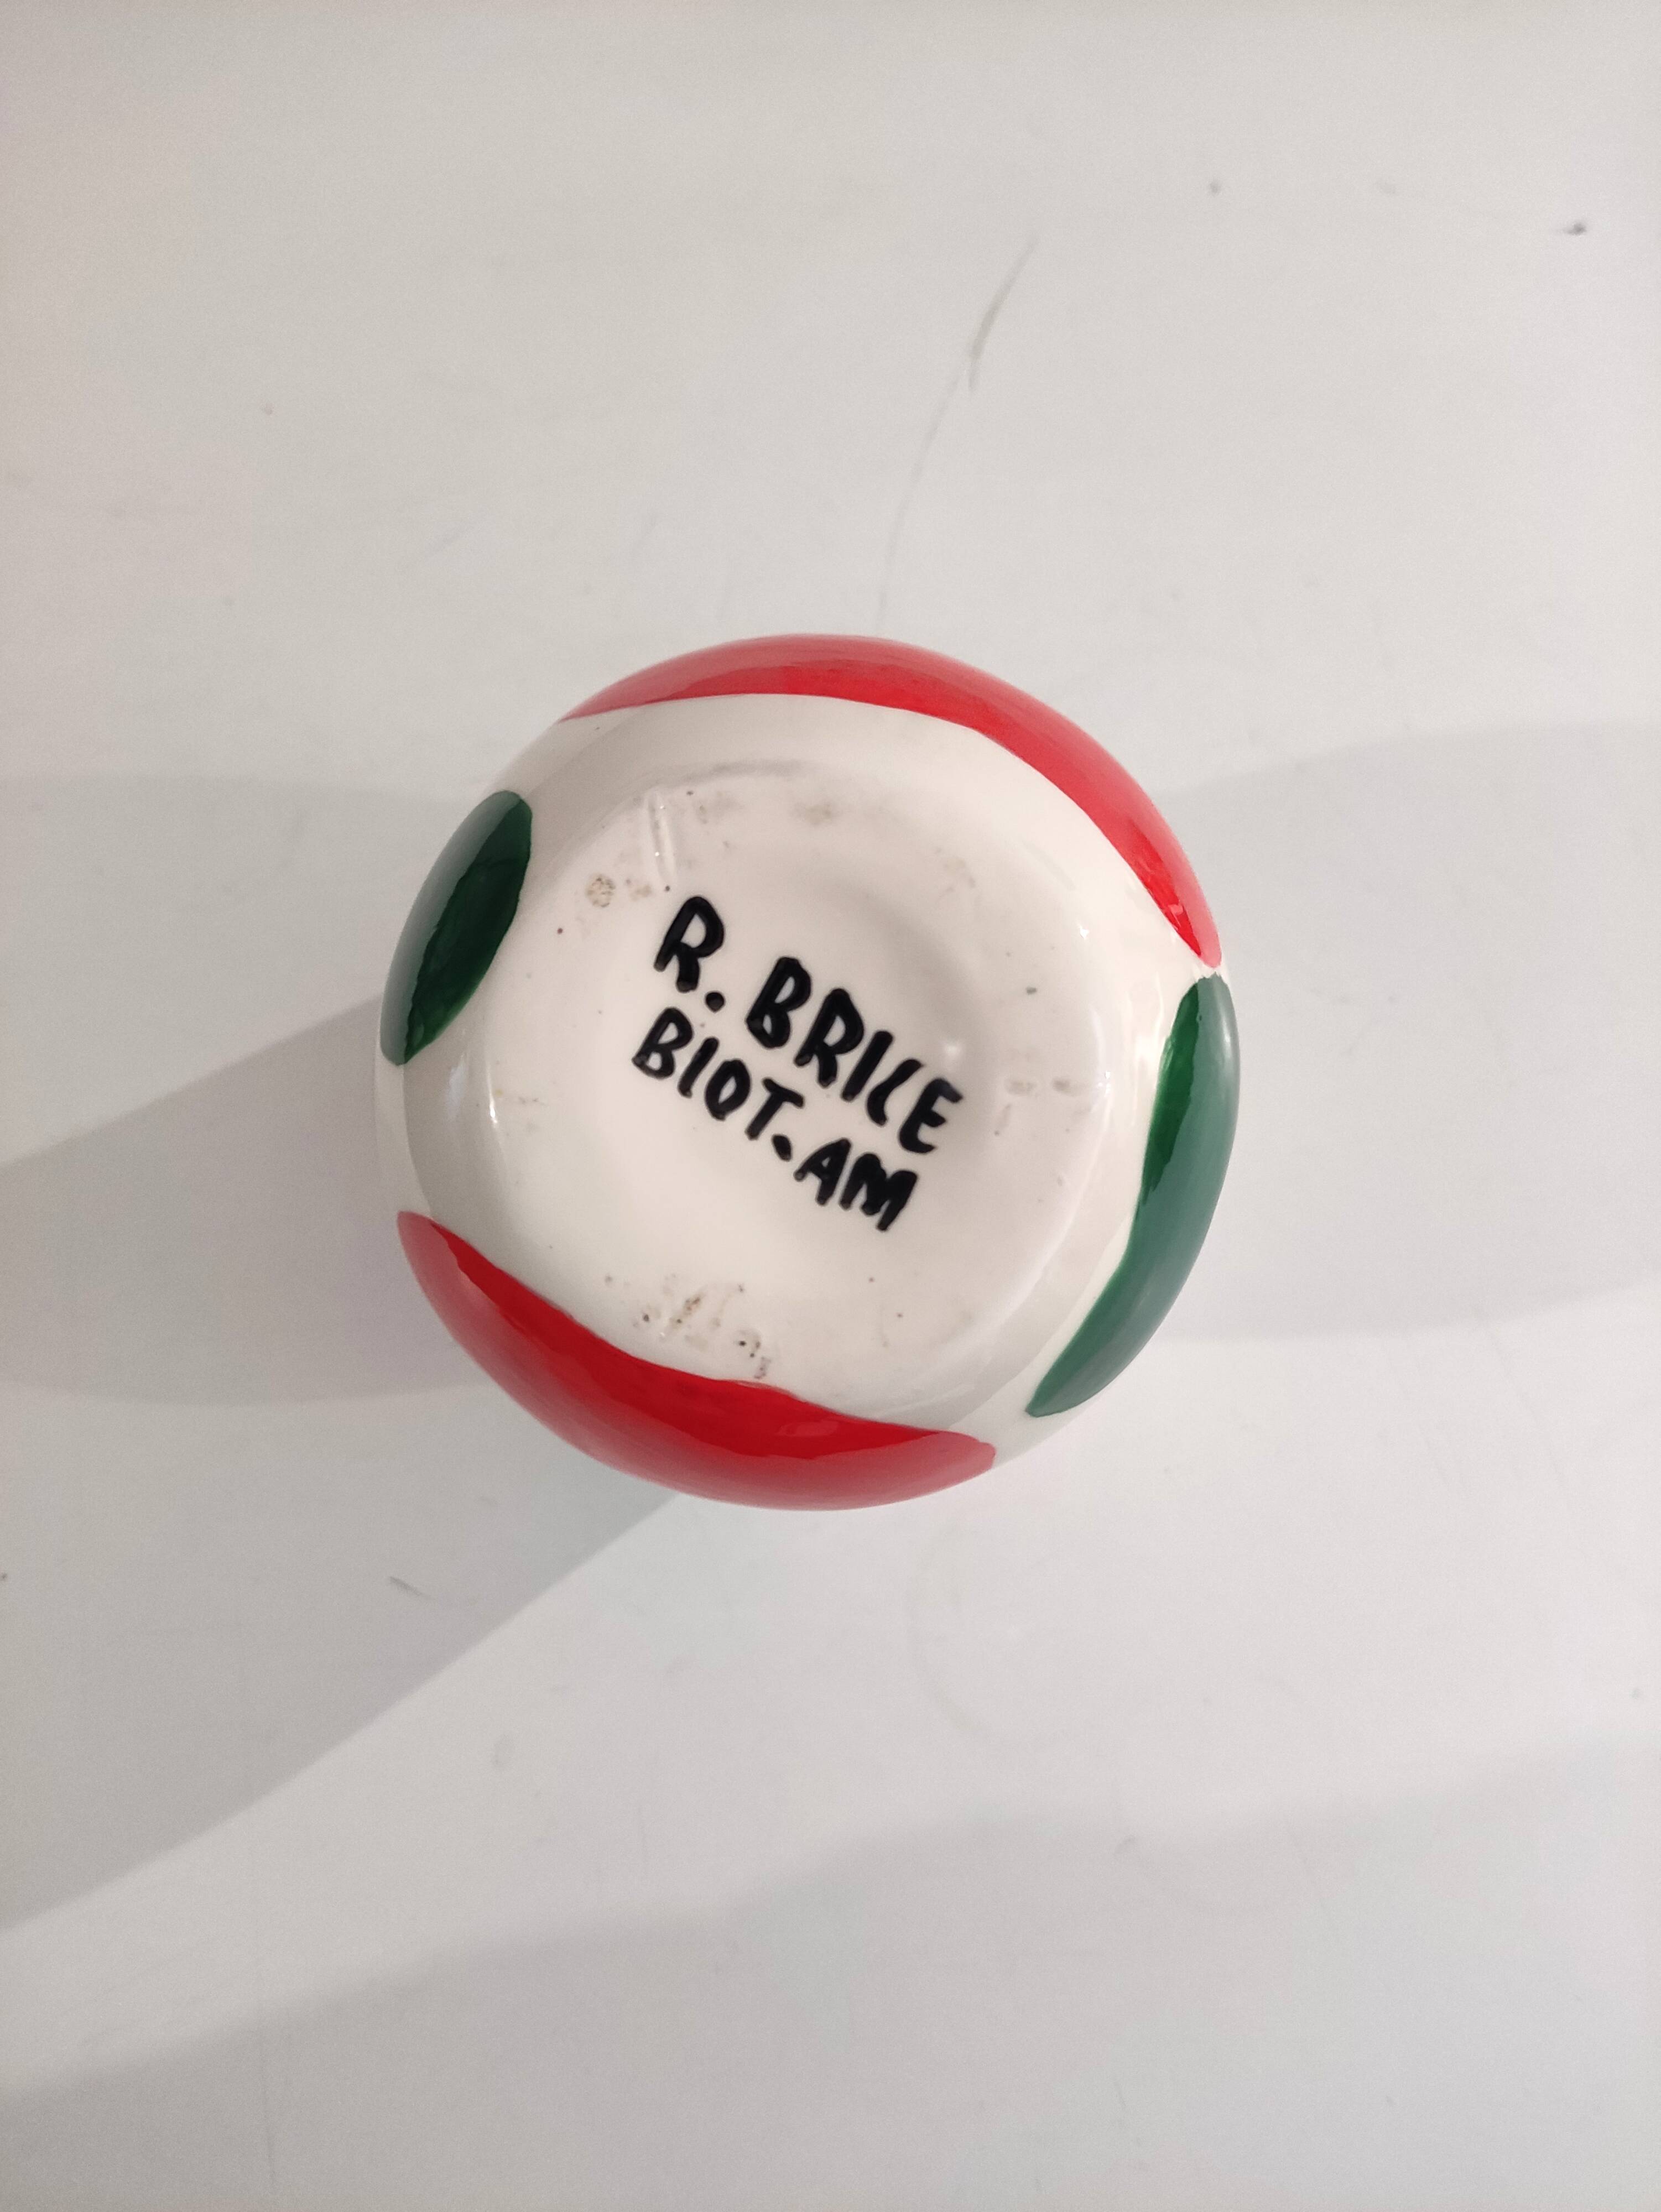 R. BRICE
BIOT. AM